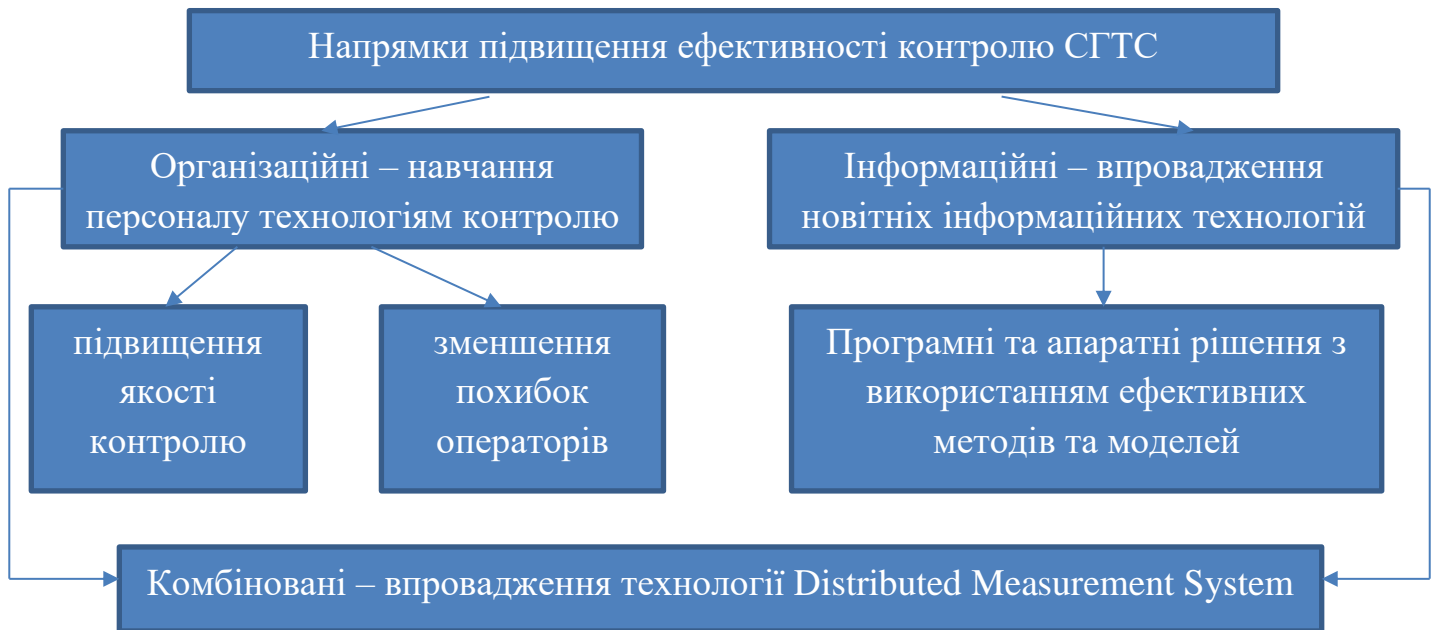 Напрямки підвищення ефективності контролю СГТС
Організаційні – навчання
персоналу технологіям контролю
Інформаційні – впровадження
новітніх інформаційних технологій
підвищення
якості
контролю
зменшення
похибок
операторів
Програмні та апаратні рішення з
використанням ефективних
методів та моделей
Комбіновані – впровадження технології Distributed Measurement System